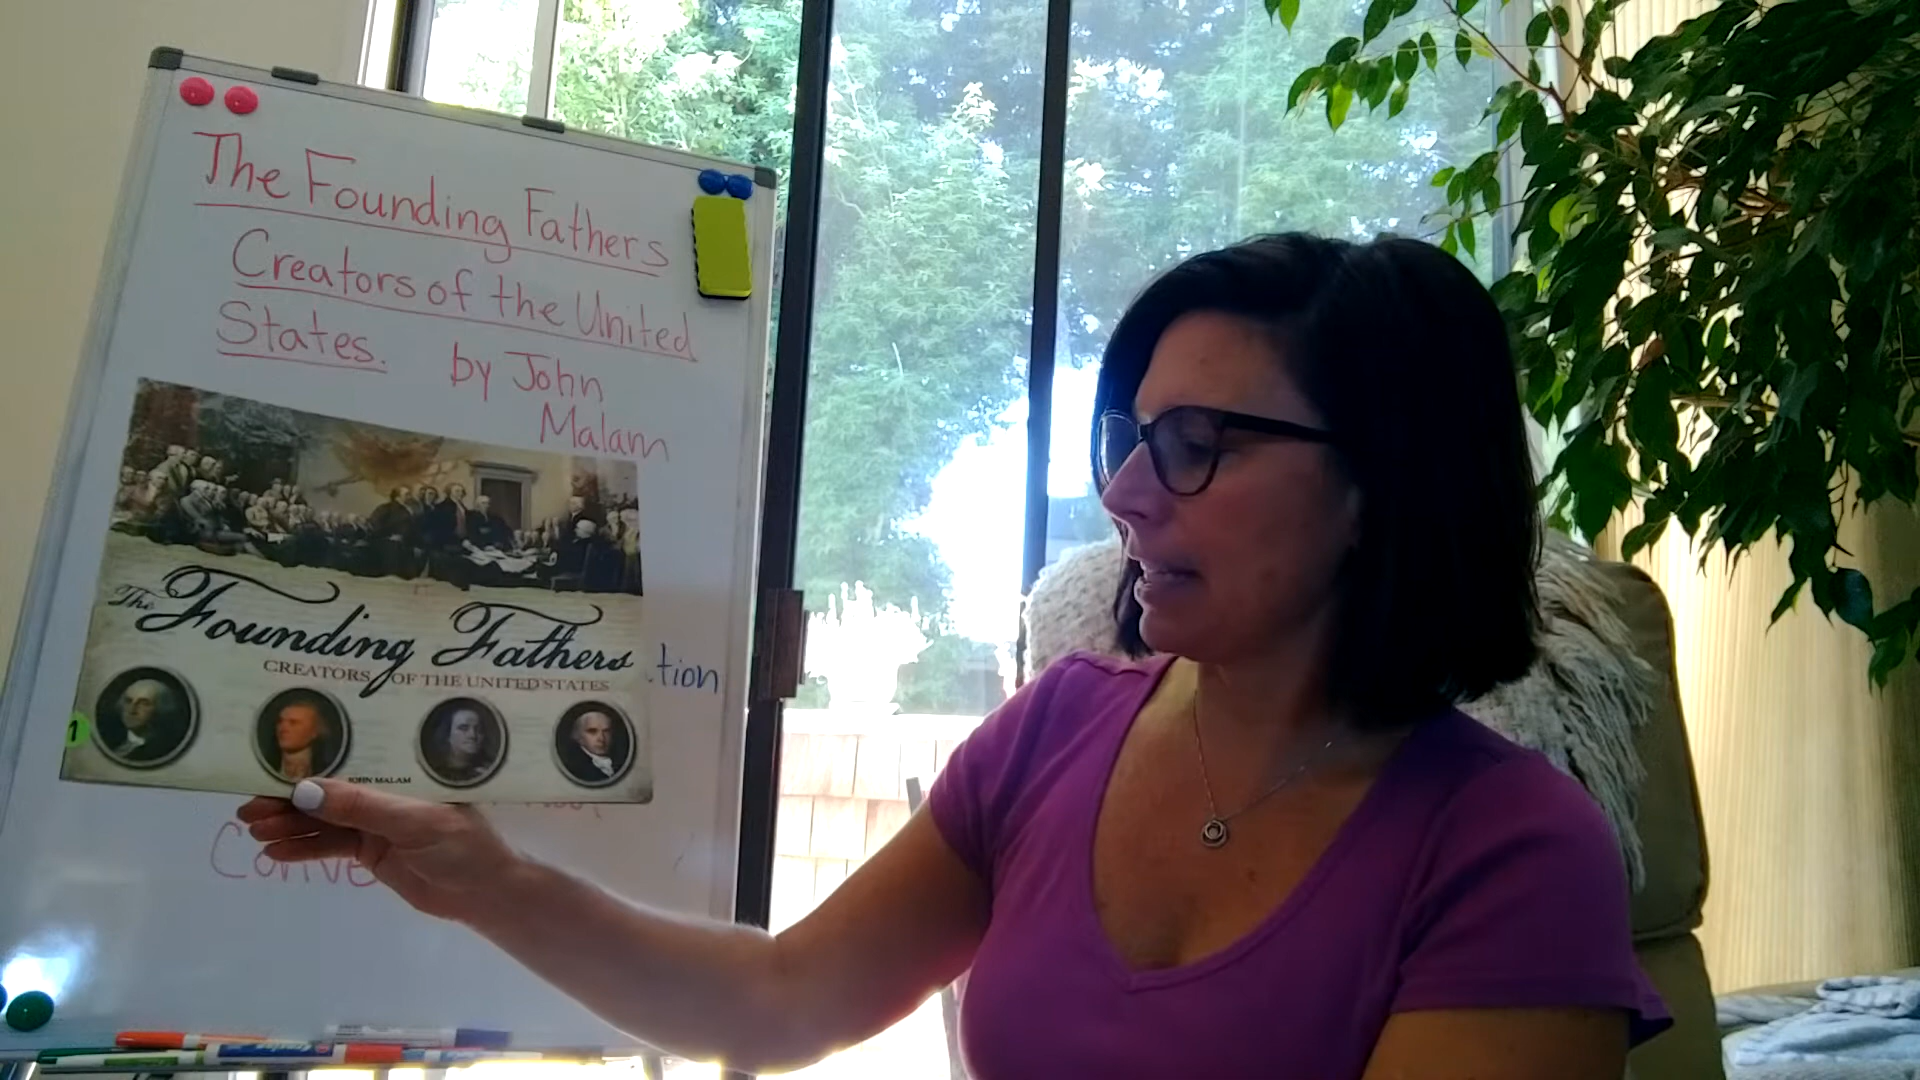 The Founding Fathers
Creators of the United
States. by John
Malam
The Founding Fathers
CREATORS OF THE UNITED STATES
tion
1
JOHN MALAM
Conve